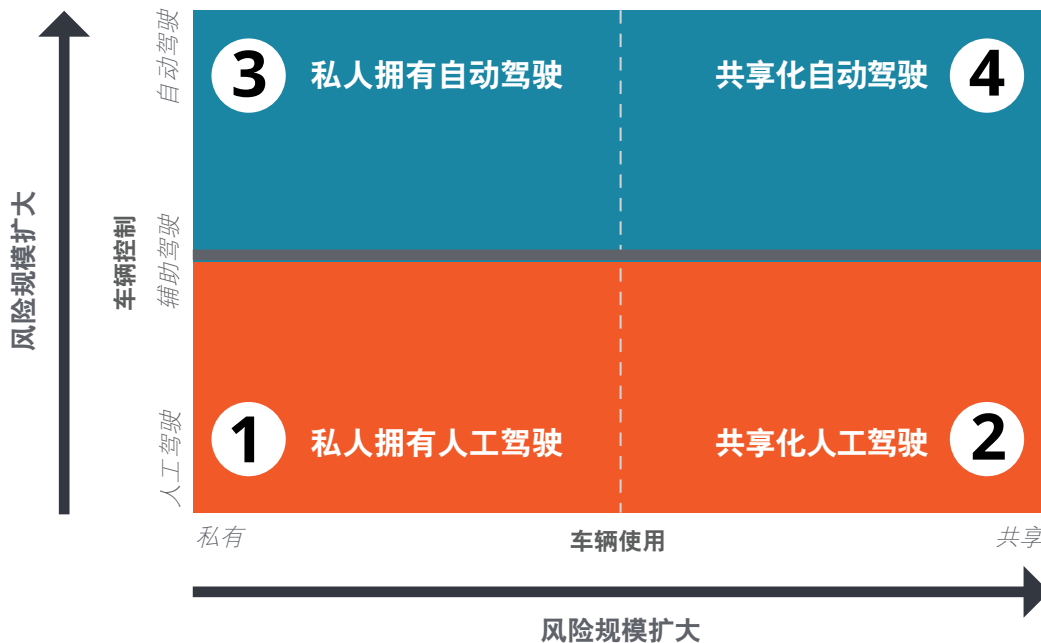 风险规模扩大
车辆控制
自动驾驶
辅助驾驶
人工驾驶
3 私人拥有自动驾驶
共享化自动驾驶 4
1 私人拥有人工驾驶
共享化人工驾驶 2
私有
车辆使用
共享
风险规模扩大